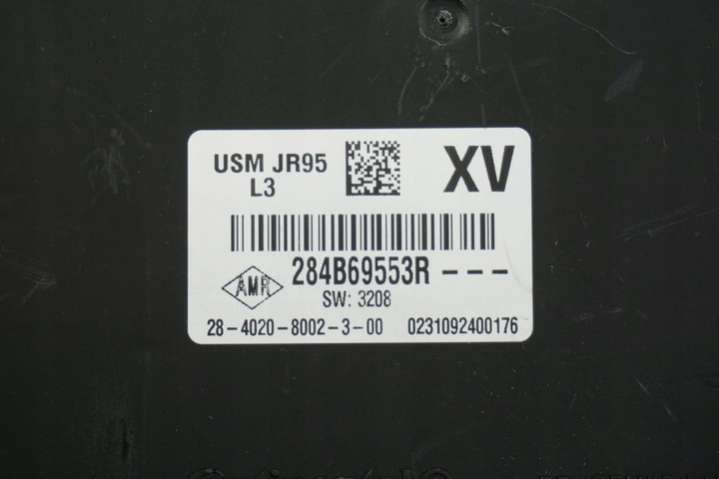 USM JR95
L3
XV
284B69553R ---
AMR
SW: 3208
28-4020-8002-3-00 0231092400176